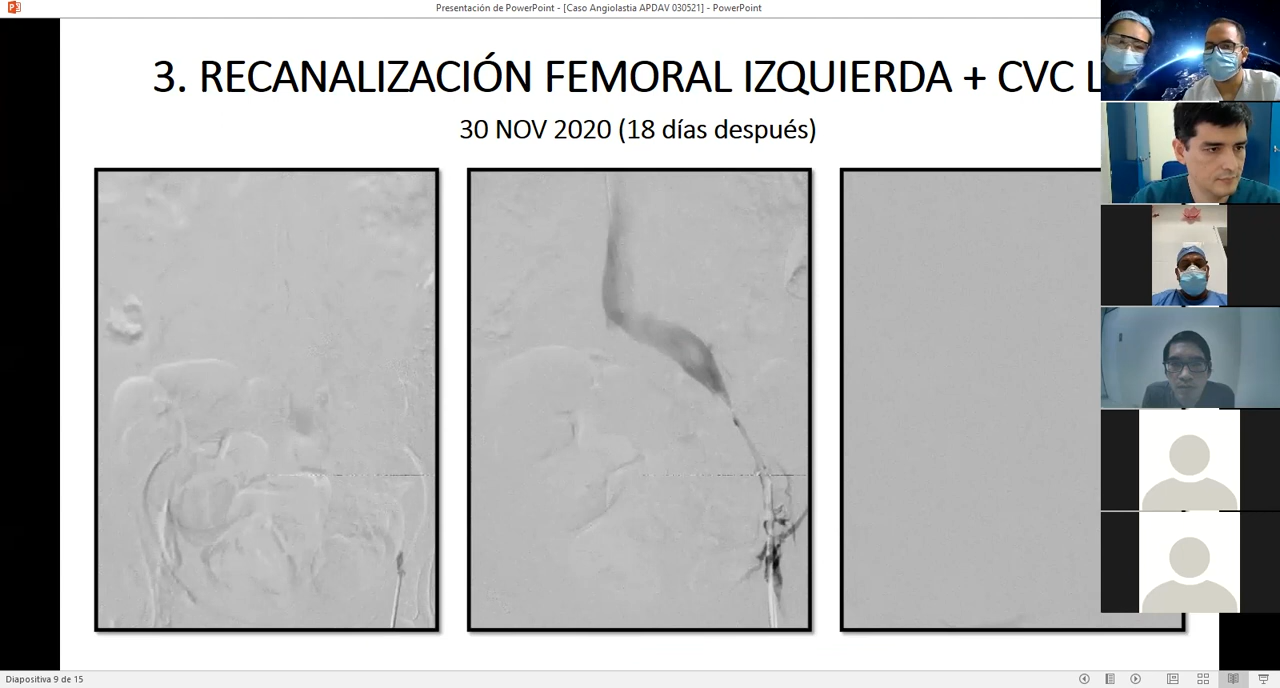 Presentación de PowerPoint - [Caso Angiolastia APDAV 030521] - PowerPoint
3. RECANALIZACIÓN FEMORAL IZQUIERDA + CVC
30 NOV 2020 (18 días después)
Diapositiva 9 de 15